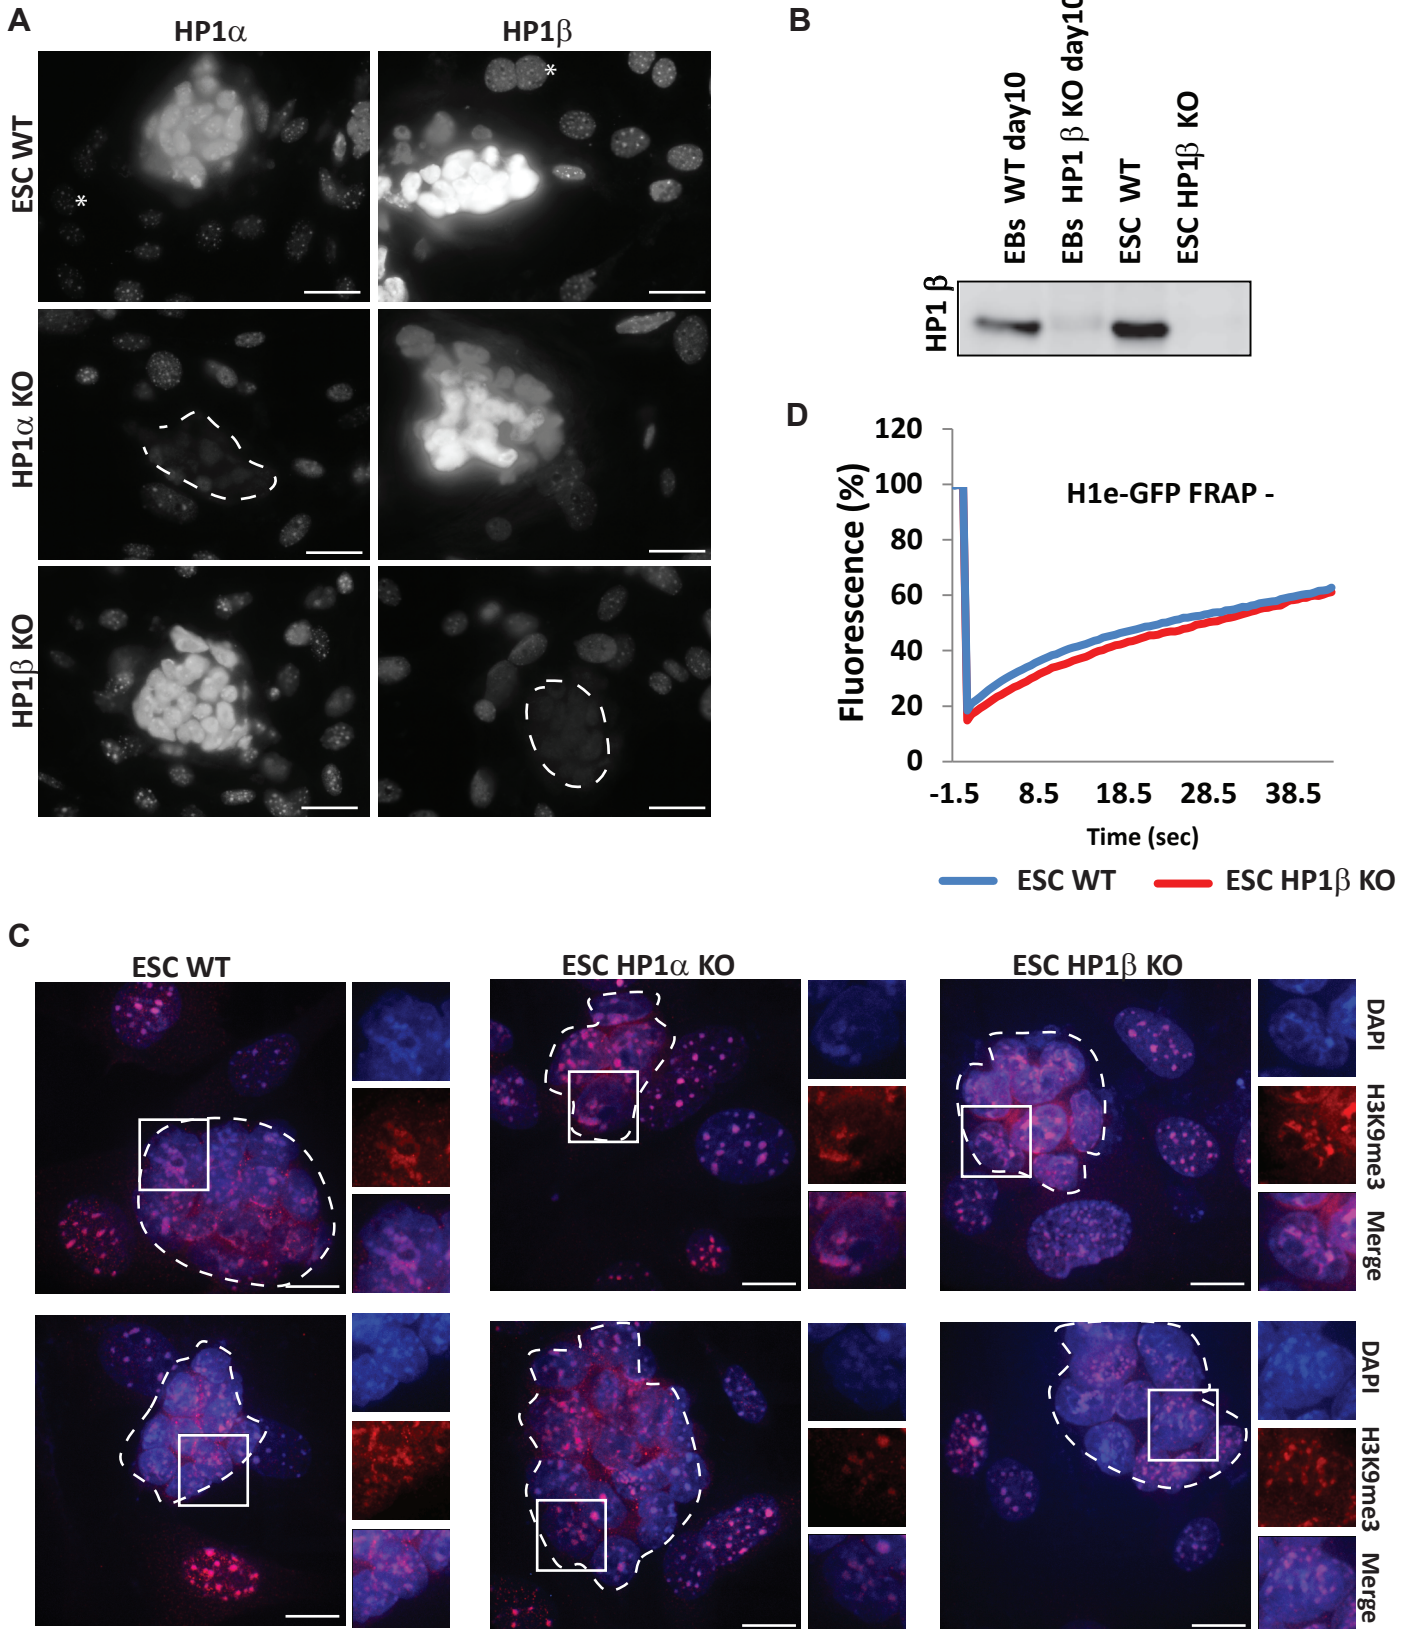 A
HP1α
HP1β
ESC WT
*
*
HP1α KO
HP1β KO
B
EBs WT day10
EBs HP1 β KO day10
ESC WT
ESC HP1β KO
HP1 β
D
120
100
80
60
40
20
0
Fluorescence (%)
H1e-GFP FRAP -
-1.5 8.5 18.5 28.5 38.5
Time (sec)
ESC WT
ESC HP1β KO
C
ESC WT
ESC HP1α KO
ESC HP1β KO
DAPI
H3K9me3
Merge
DAPI
H3K9me3
Merge